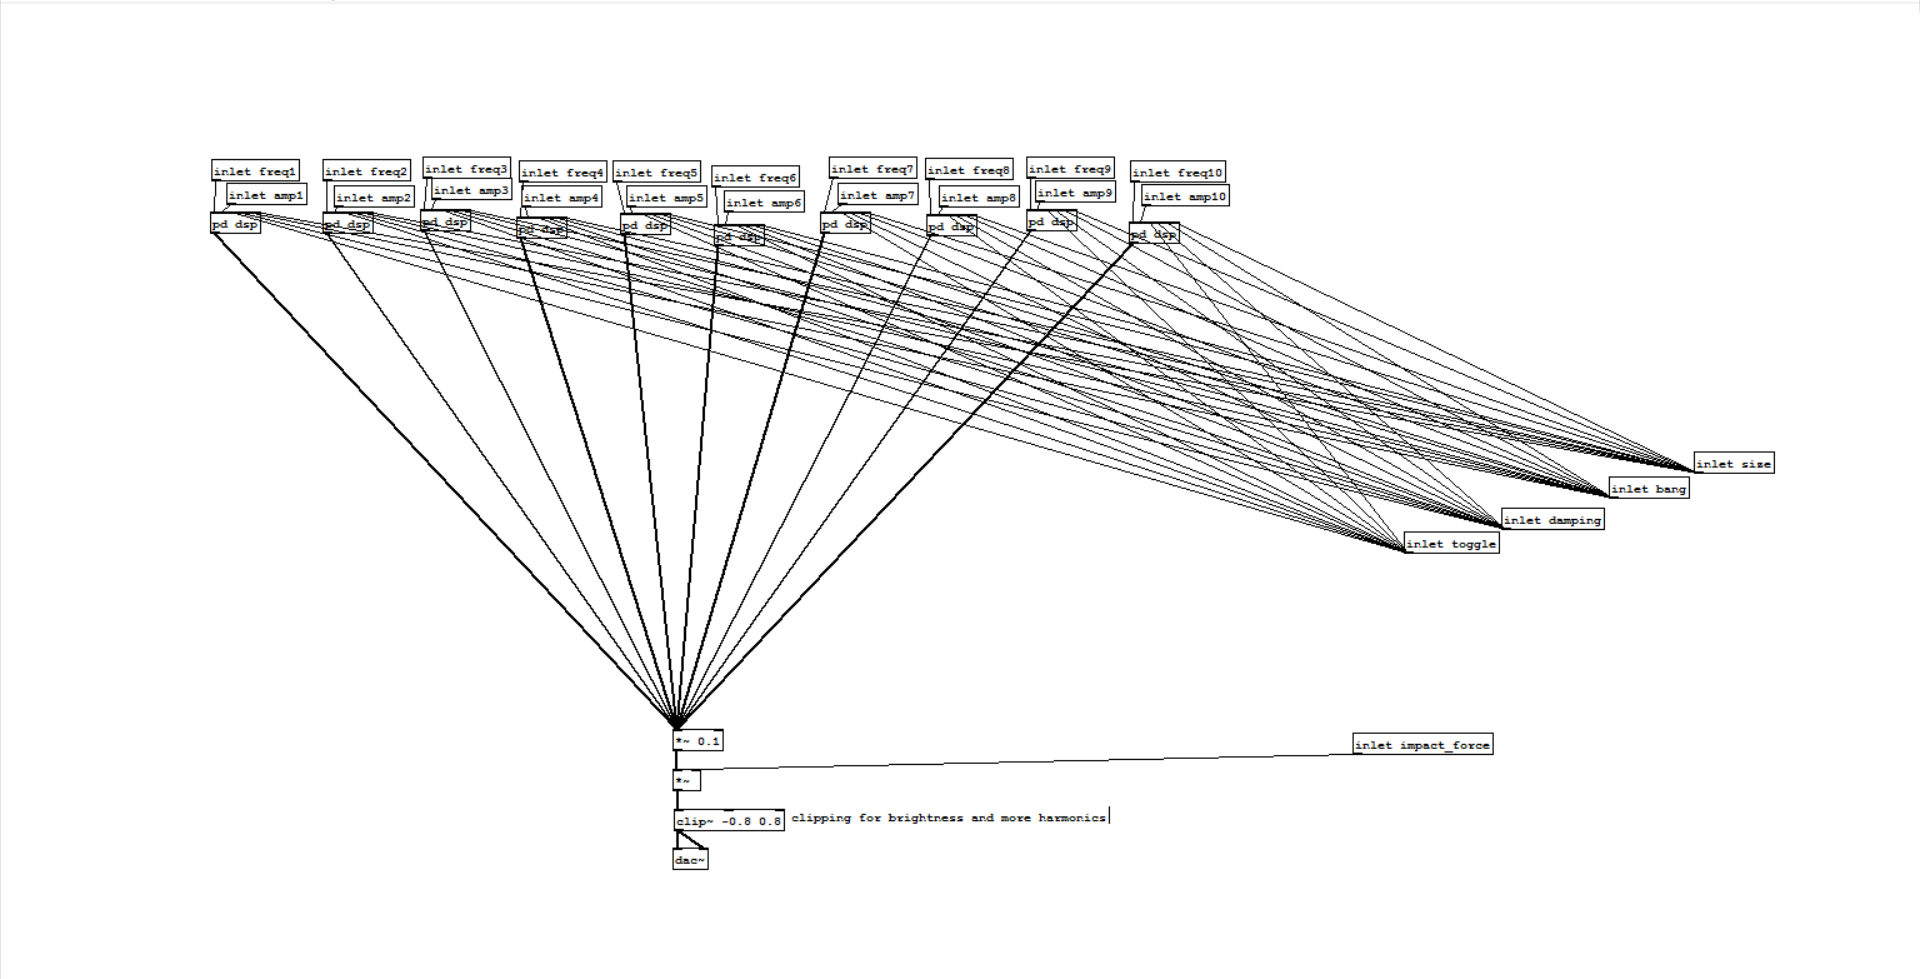 inlet freq1
inlet freq2
inlet freq3
inlet freq4
inlet freq5
inlet freq6
inlet freq7
inlet freq8
inlet freq9
inlet freq10
inlet amp1
inlet amp2
inlet amp3
inlet amp4
inlet amp5
inlet amp6
inlet amp7
inlet amp8
inlet amp9
inlet amp10
pd dsp
pd dsp
pd dsp
pd dsp
pd dsp
pd dsp
pd dsp
pd dsp
pd dsp
pd dsp
inlet size
inlet bang
inlet damping
inlet toggle
*~ 0.1
inlet impact_force
*~
clip~ -0.8 0.8
clipping for brightness and more harmonics
dac~